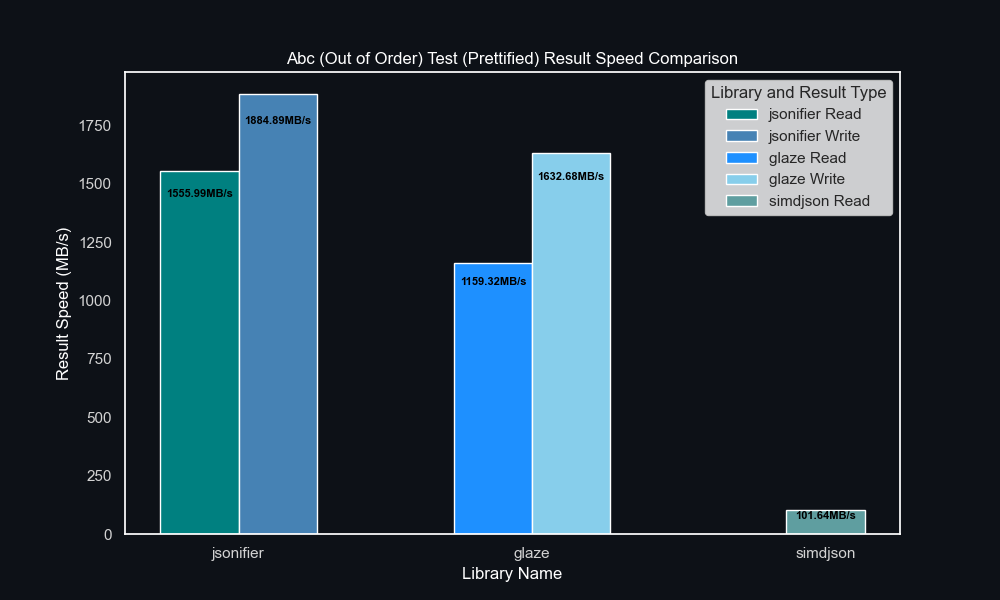 Abc (Out of Order) Test (Prettified) Result Speed Comparison
Library and Result Type
jsonifier Read
jsonifier Write
glaze Read
glaze Write
simdjson Read
1884.89MB/s
1555.99MB/s
1632.68MB/s
1159.32MB/s
101.64MB/s
Result Speed (MB/s)
1750
1500
1250
1000
750
500
250
0
jsonifier
glaze
simdjson
Library Name